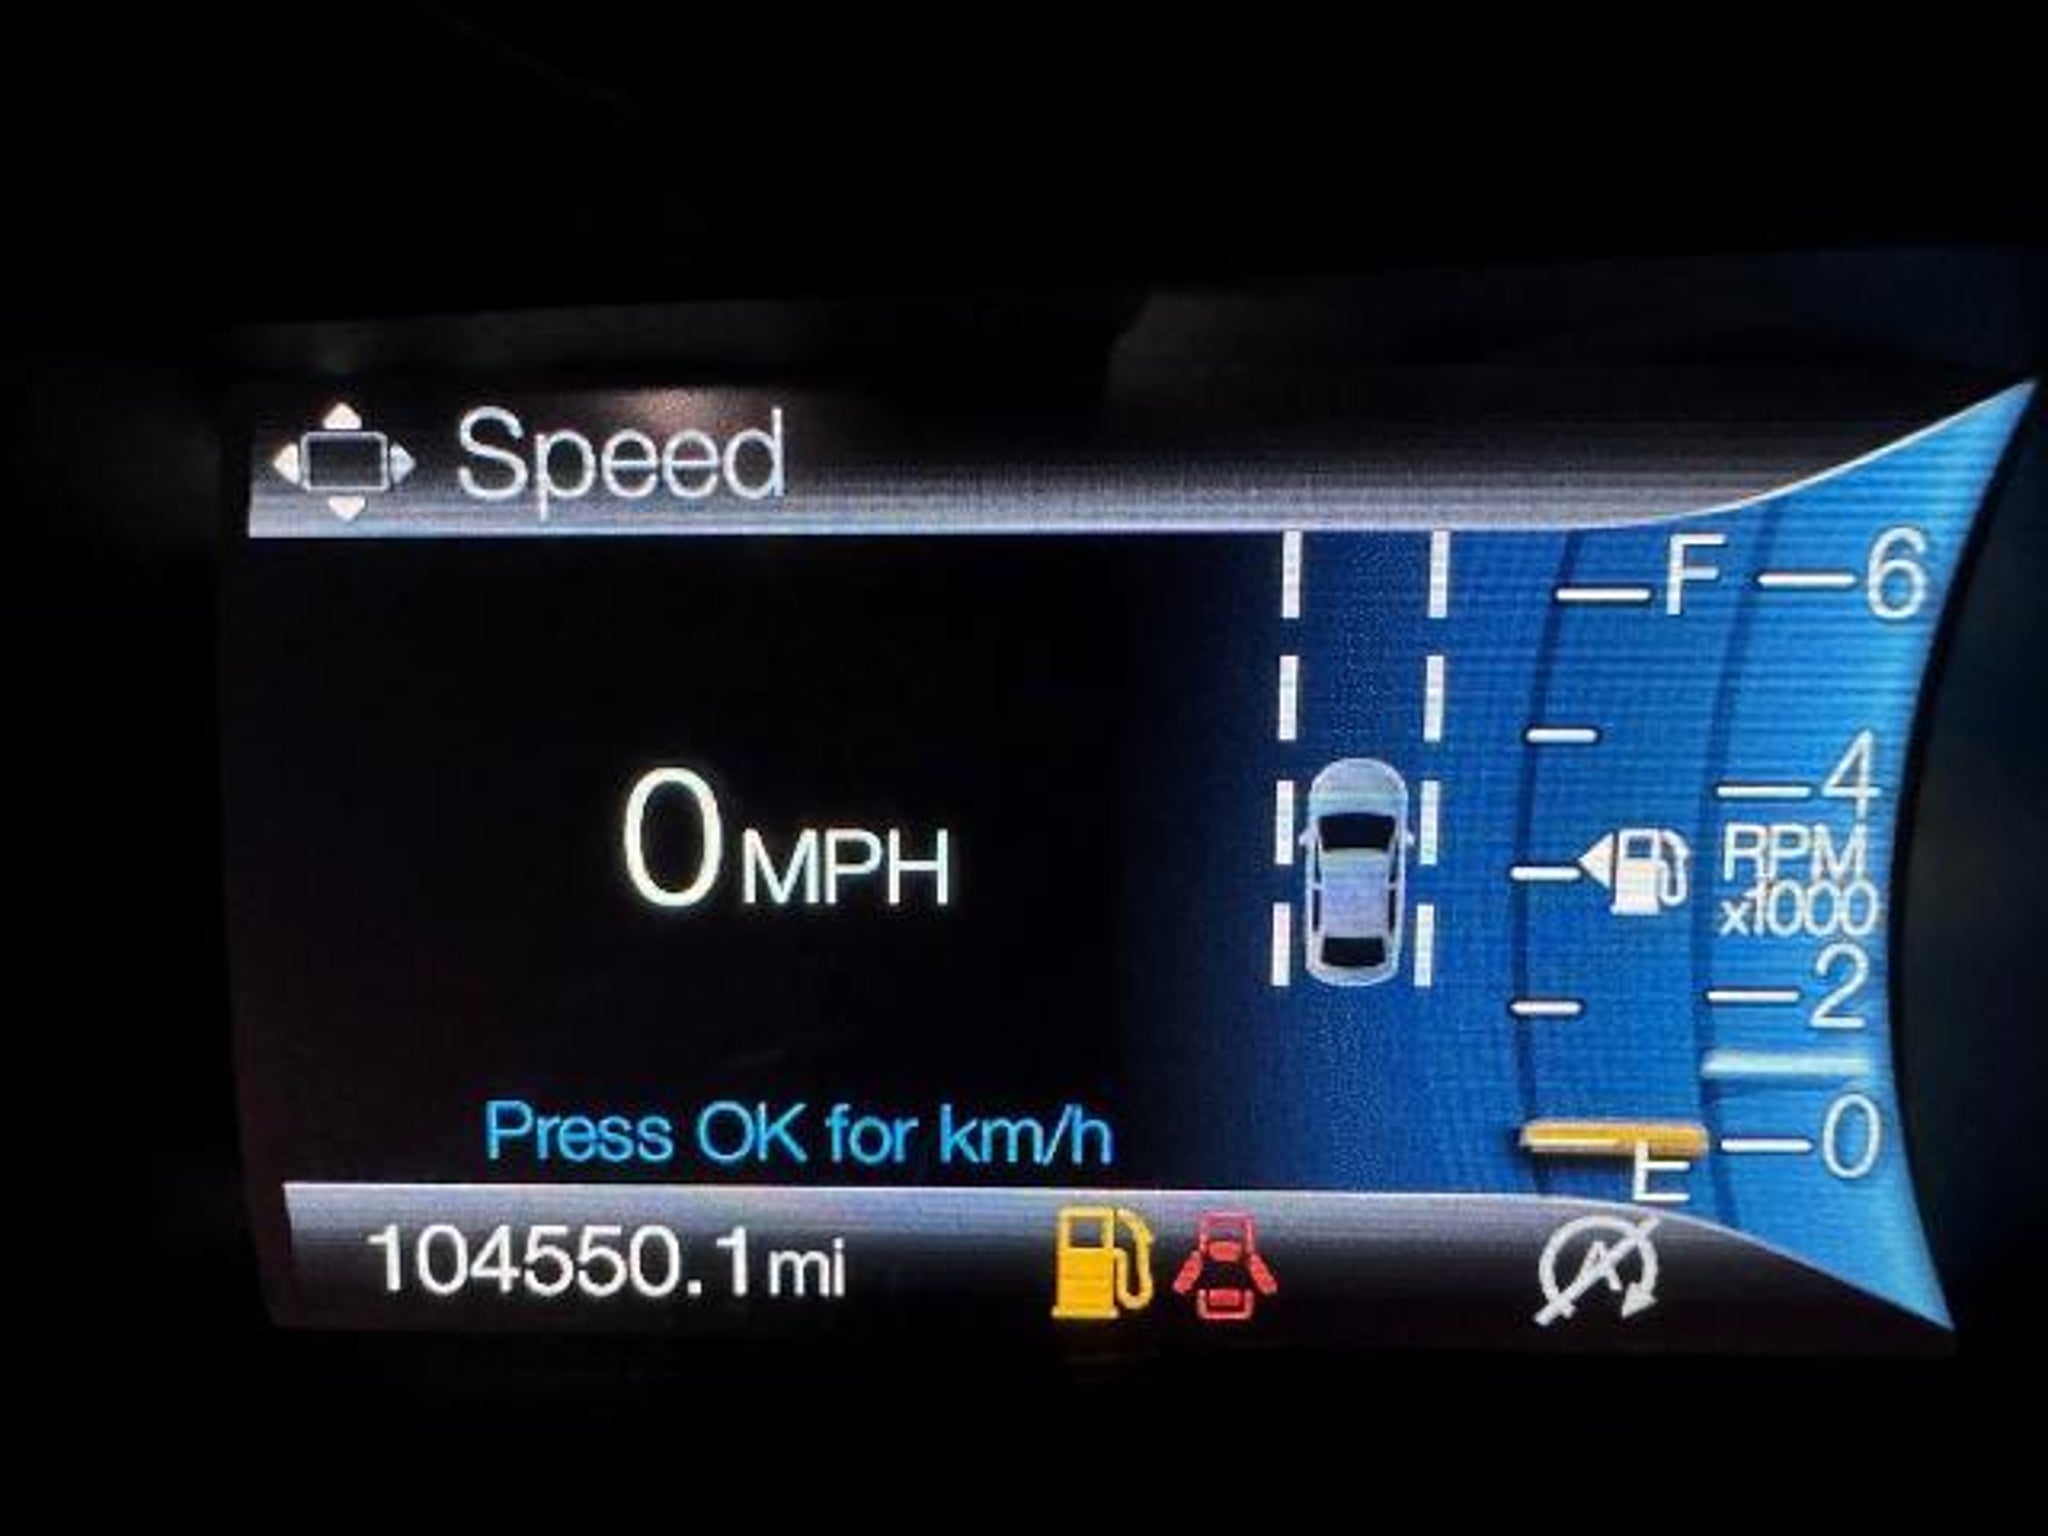 Speed
F
6
4
RPM
x1000
0 MPH
2
Press OK for km/h
0
E
104550.1 mi
A